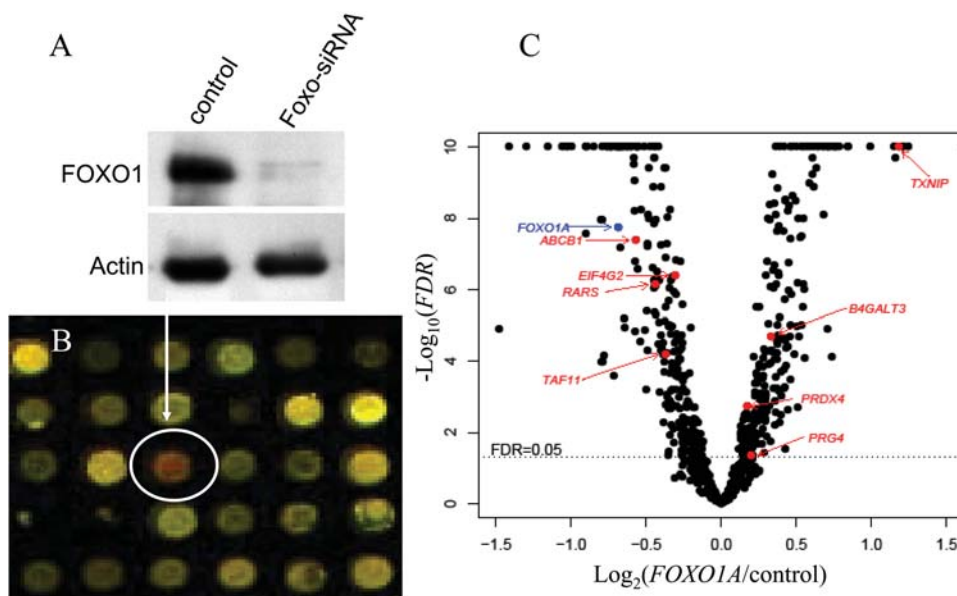 A
control
Foxo-siRNA
FOXO1
Actin
B
C
-Log10(FDR)
10
8
6
4
2
0
TXNIP
FOXO1A
ABCB1
EIF4G2
RARS
B4GALT3
TAF11
PRDX4
PRG4
FDR=0.05
−1.5 −1.0 −0.5 0.0 0.5 1.0 1.5
Log2(FOXO1A/control)